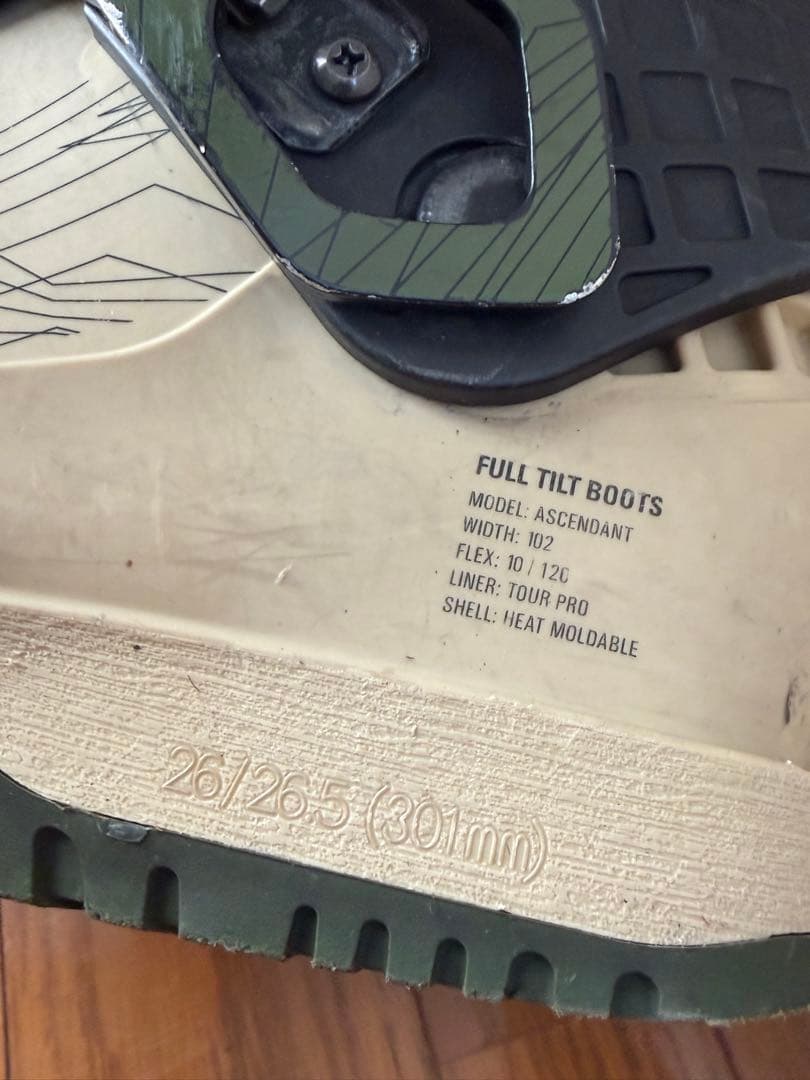 FULL TILT BOOTS
MODEL: ASCENDANT
WIDTH: 102
FLEX: 10 / 120
LINER: TOUR PRO
SHELL: HEAT MOLDABLE
26/26.5 (301mm)